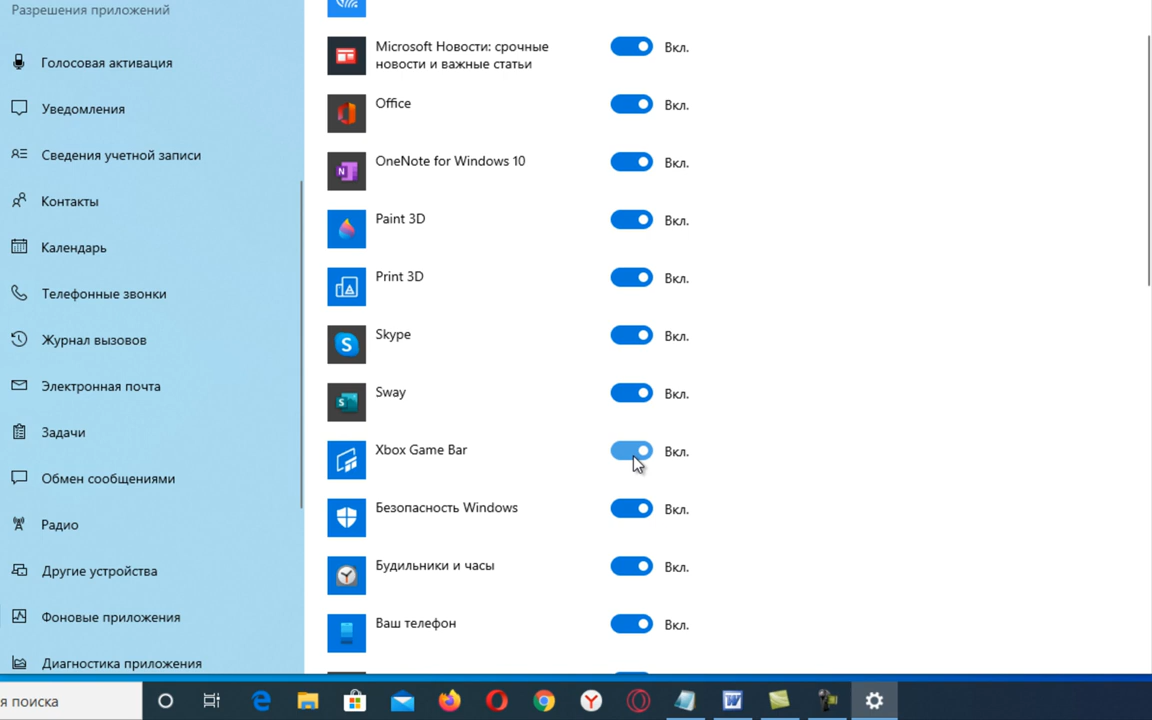 Разрешения приложений
Голосовая активация
Уведомления
Сведения учетной записи
Контакты
Календарь
Телефонные звонки
Журнал вызовов
Электронная почта
Задачи
Обмен сообщениями
Радио
Другие устройства
Фоновые приложения
Диагностика приложения
Microsoft Новости: срочные
новости и важные статьи
Вкл.
Office
Вкл.
OneNote for Windows 10
Вкл.
Paint 3D
Вкл.
Print 3D
Вкл.
Skype
Вкл.
Sway
Вкл.
Xbox Game Bar
Вкл.
Безопасность Windows
Вкл.
Будильники и часы
Вкл.
Ваш телефон
Вкл.
я поиска